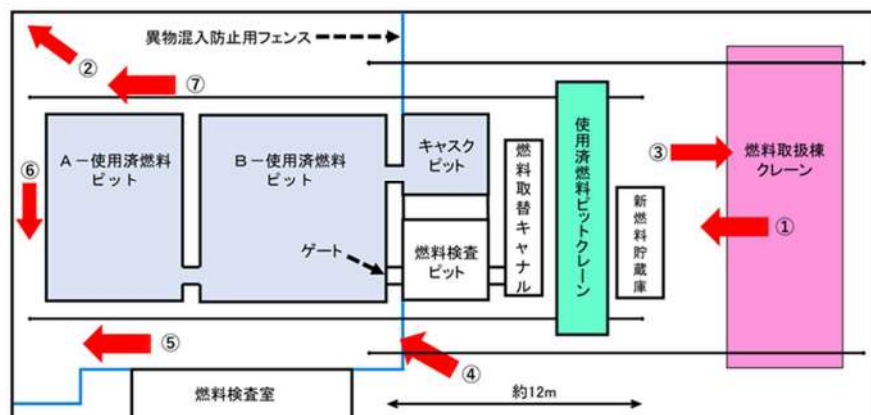 異物混入防止用フェンス
②
⑦
A－使用済燃料
ピット
B－使用済燃料
ピット
キャスク
ピット
燃料取替キャナル
使用済燃料ピットクレーン
③
燃料取扱棟
クレーン
⑥
新燃料貯蔵庫
①
ゲート
燃料検査
ピット
⑤
④
燃料検査室
約12m